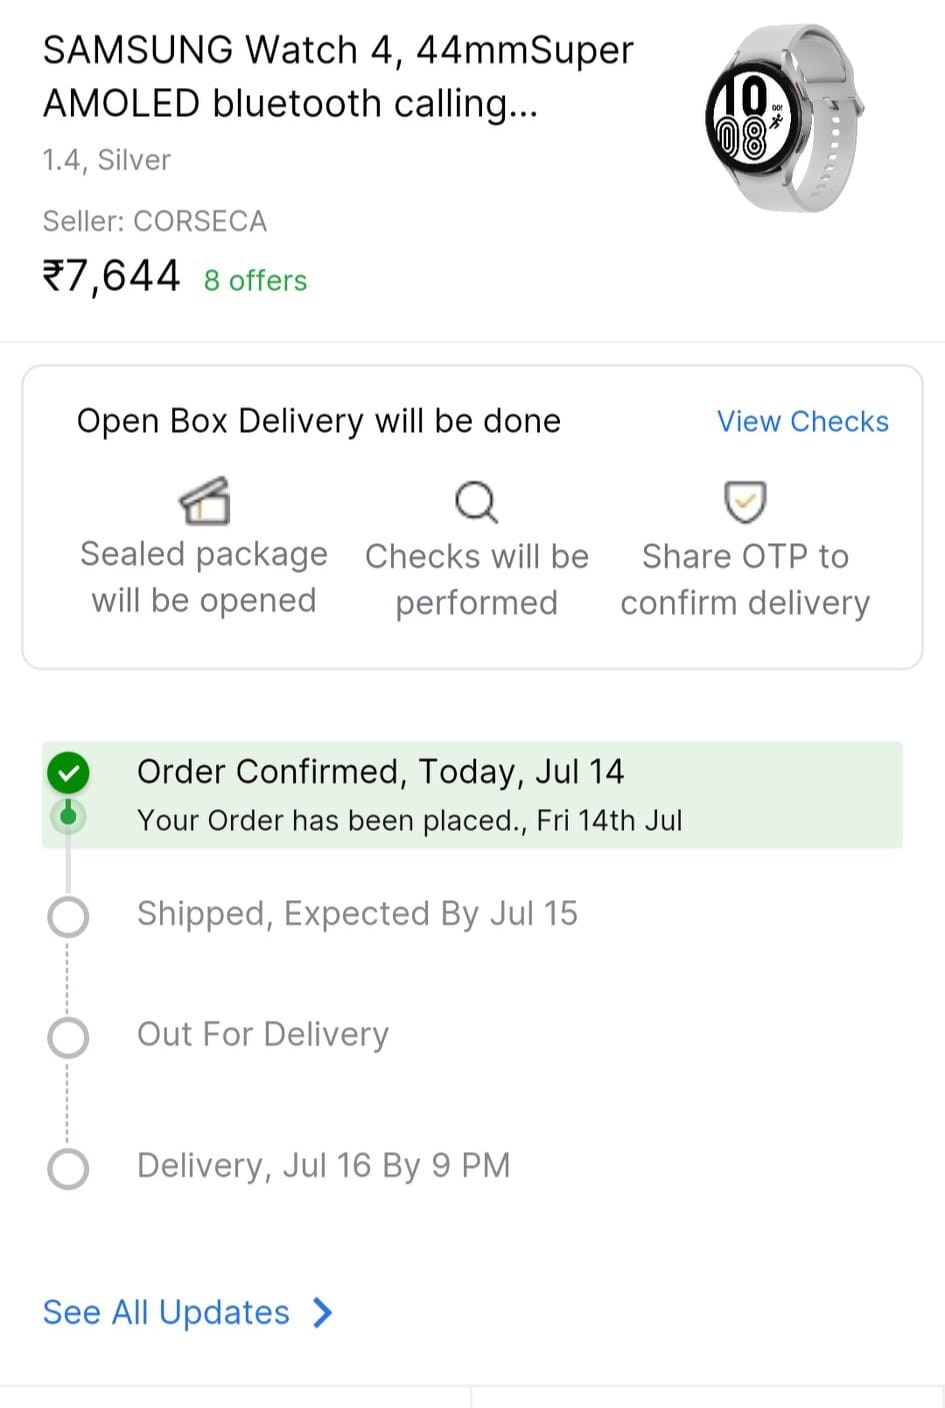 SAMSUNG Watch 4, 44mmSuper
AMOLED bluetooth calling...
1.4, Silver
Seller: CORSECA
₹7,644 8 offers
10
08
GO!
Open Box Delivery will be done View Checks
Sealed package
will be opened
Checks will be
performed
Share OTP to
confirm delivery
Order Confirmed, Today, Jul 14
Your Order has been placed., Fri 14th Jul
Shipped, Expected By Jul 15
Out For Delivery
Delivery, Jul 16 By 9 PM
See All Updates